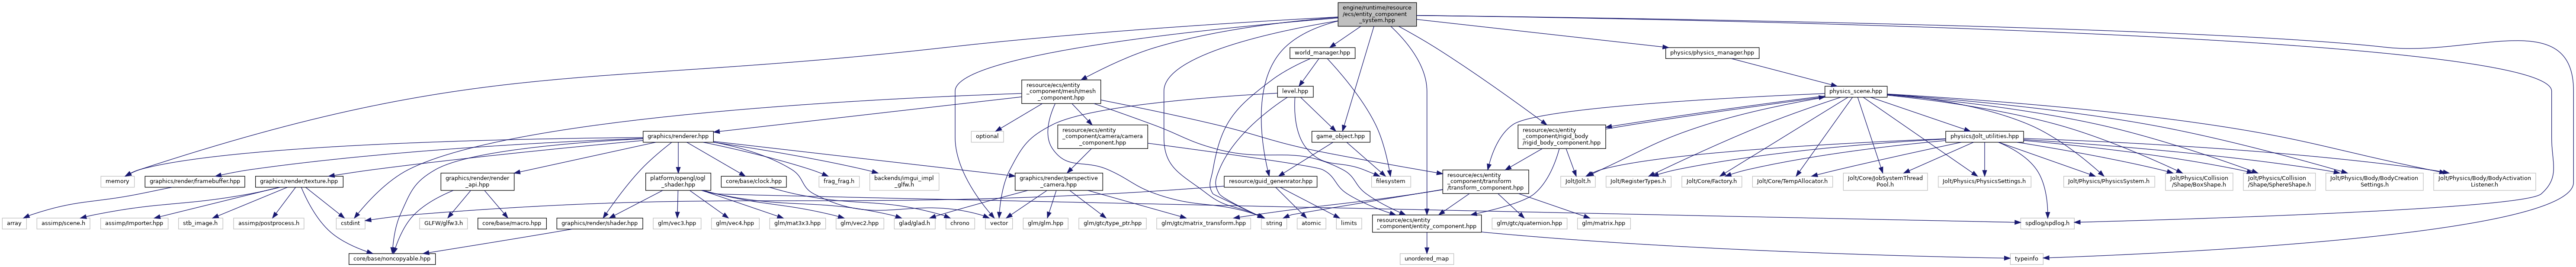 engine/runtime/resource
/ecs/entity_component
_system.hpp
world_manager.hpp
physics/physics_manager.hpp
resource/ecs/entity
_component/mesh/mesh
_component.hpp
level.hpp
physics_scene.hpp
optional
resource/ecs/entity
_component/camera/camera
_component.hpp
game_object.hpp
resource/ecs/entity
_component/rigid_body
/rigid_body_component.hpp
physics/jolt_utilities.hpp
graphics/renderer.hpp
memory
graphics/render/framebuffer.hpp
graphics/render/texture.hpp
graphics/render/render
_api.hpp
platform/opengl/ogl
_shader.hpp
core/base/clock.hpp
frag_frag.h
backends/imgui_impl
_glfw.h
graphics/render/perspective
_camera.hpp
resource/guid_genenrator.hpp
filesystem
resource/ecs/entity
_component/transform
/transform_component.hpp
Jolt/Jolt.h
Jolt/RegisterTypes.h
Jolt/Core/Factory.h
Jolt/Core/TempAllocator.h
Jolt/Core/JobSystemThread
Pool.h
Jolt/Physics/PhysicsSettings.h
Jolt/Physics/PhysicsSystem.h
Jolt/Physics/Collision
/Shape/BoxShape.h
Jolt/Physics/Collision
/Shape/SphereShape.h
Jolt/Physics/Body/BodyCreation
Settings.h
Jolt/Physics/Body/BodyActivation
Listener.h
array
assimp/scene.h
assimp/Importer.hpp
stb_image.h
assimp/postprocess.h
cstdint
GLFW/glfw3.h
core/base/macro.hpp
graphics/render/shader.hpp
glm/vec3.hpp
glm/vec4.hpp
glm/mat3x3.hpp
glm/vec2.hpp
glad/glad.h
chrono
vector
glm/glm.hpp
glm/gtc/type_ptr.hpp
glm/gtc/matrix_transform.hpp
string
atomic
limits
resource/ecs/entity
_component/entity_component.hpp
glm/gtc/quaternion.hpp
glm/matrix.hpp
spdlog/spdlog.h
core/base/noncopyable.hpp
unordered_map
typeinfo